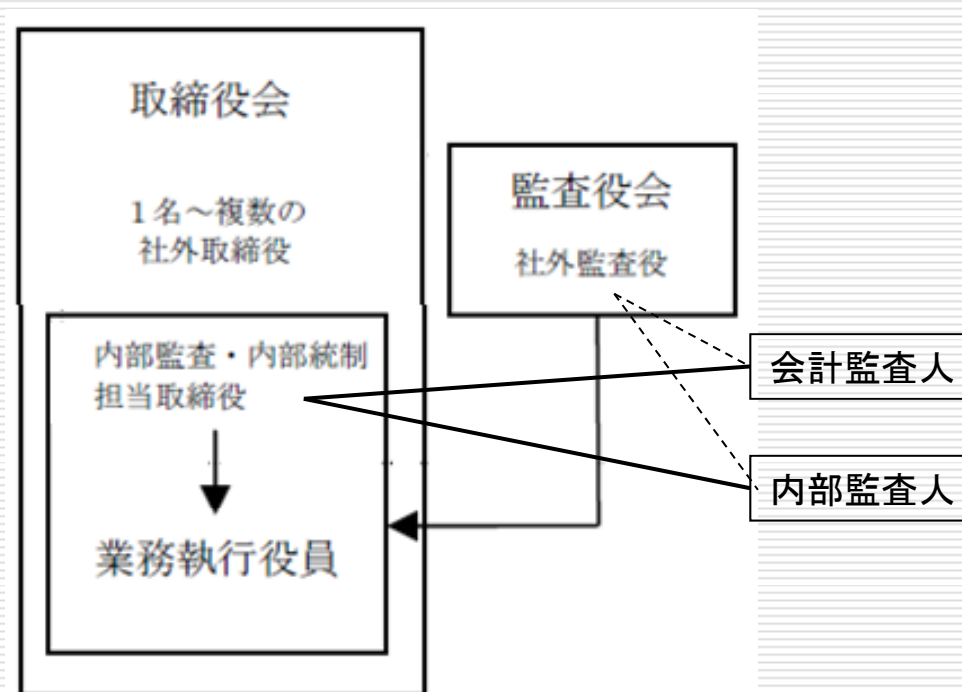 取締役会
1名～複数の
社外取締役
内部監査・内部統制
担当取締役
業務執行役員
監査役会
社外監査役
会計監査人
内部監査人